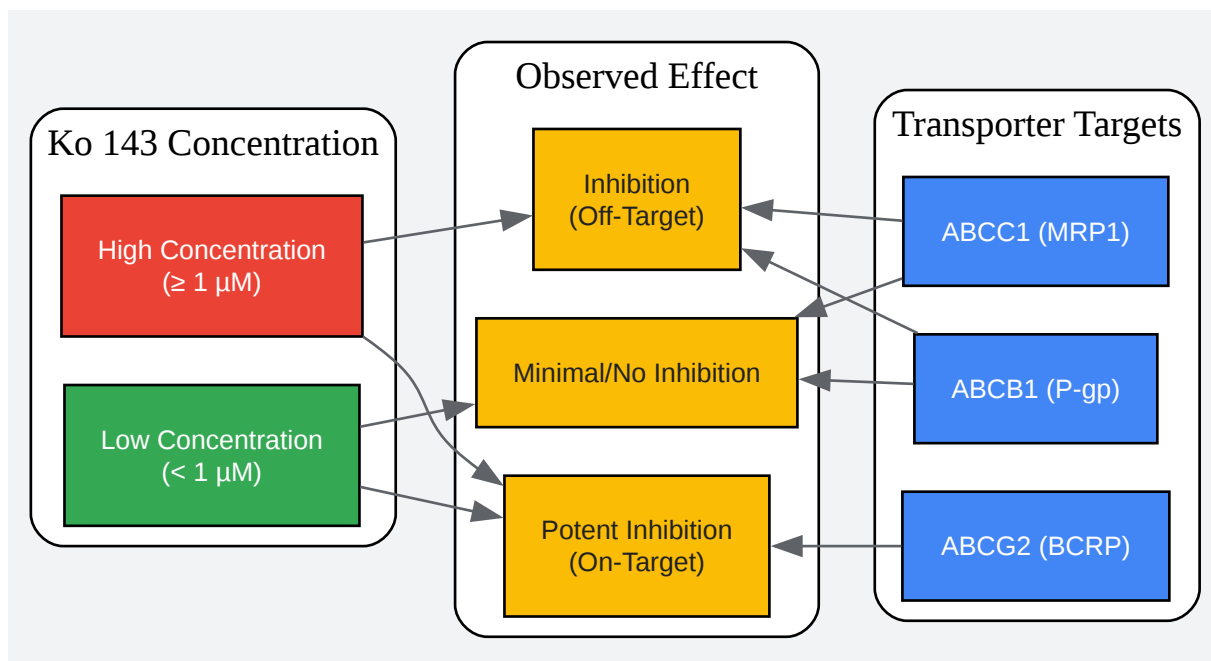 Ko 143 Concentration
High Concentration
(≥ 1 µM)
Low Concentration
(< 1 µM)
Observed Effect
Inhibition
(Off-Target)
Minimal/No Inhibition
Potent Inhibition
(On-Target)
Transporter Targets
ABCC1 (MRP1)
ABCB1 (P-gp)
ABCG2 (BCRP)